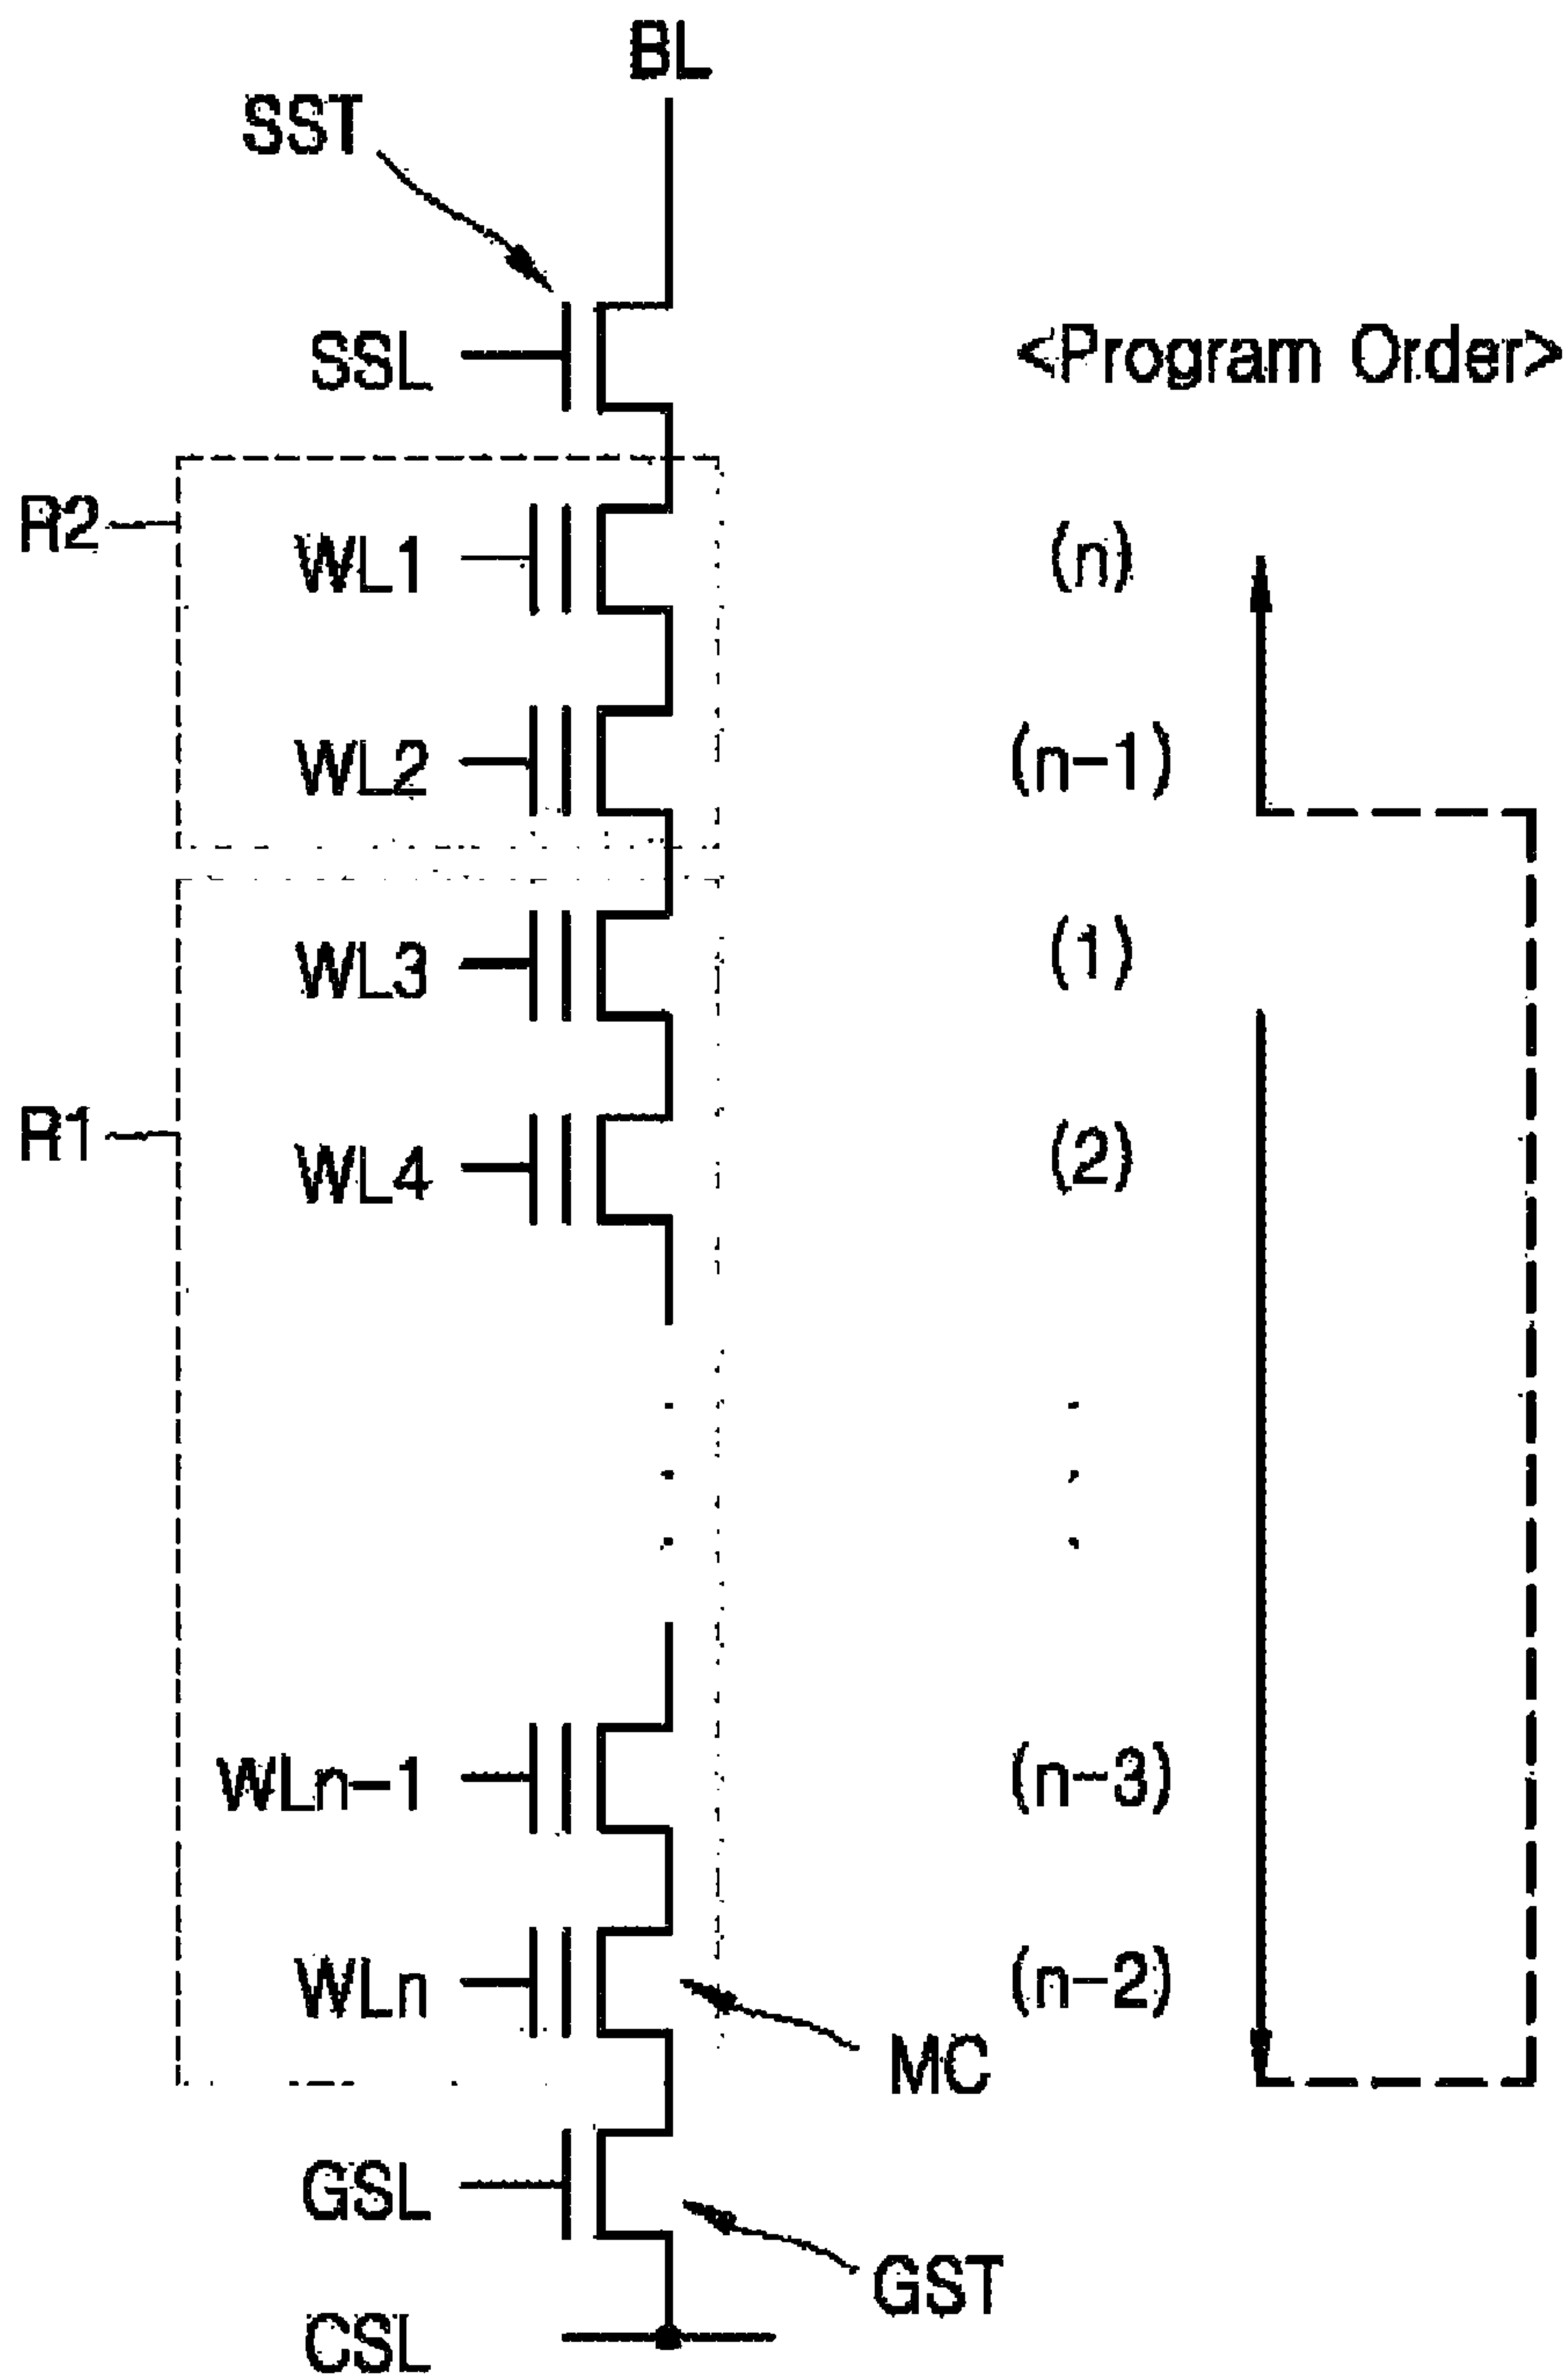 BL
SST
SSL
<Program Order>
R2
WL1
(n)
WL2
(n-1)
WL3
(1)
R1
WL4
(2)
WLn-1
(n-3)
WLn
(n-2)
MC
GSL
GST
CSL